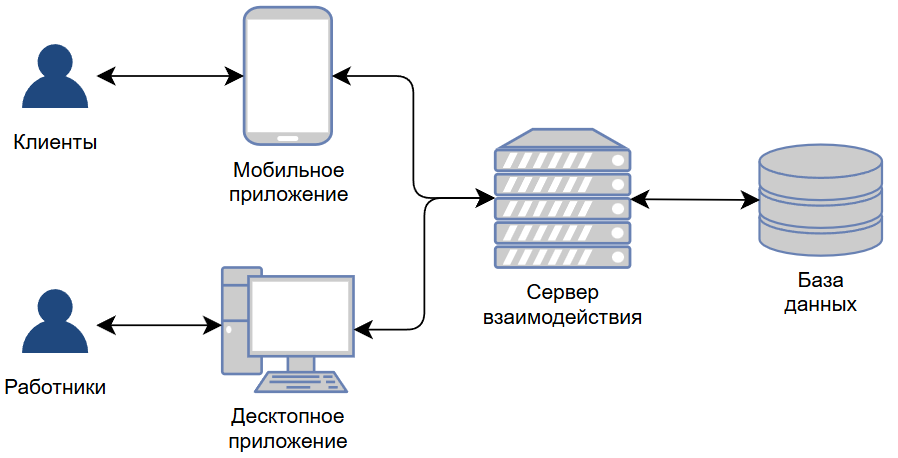 Клиенты
Мобильное
приложение
Сервер
взаимодействия
База
данных
Работники
Десктопное
приложение